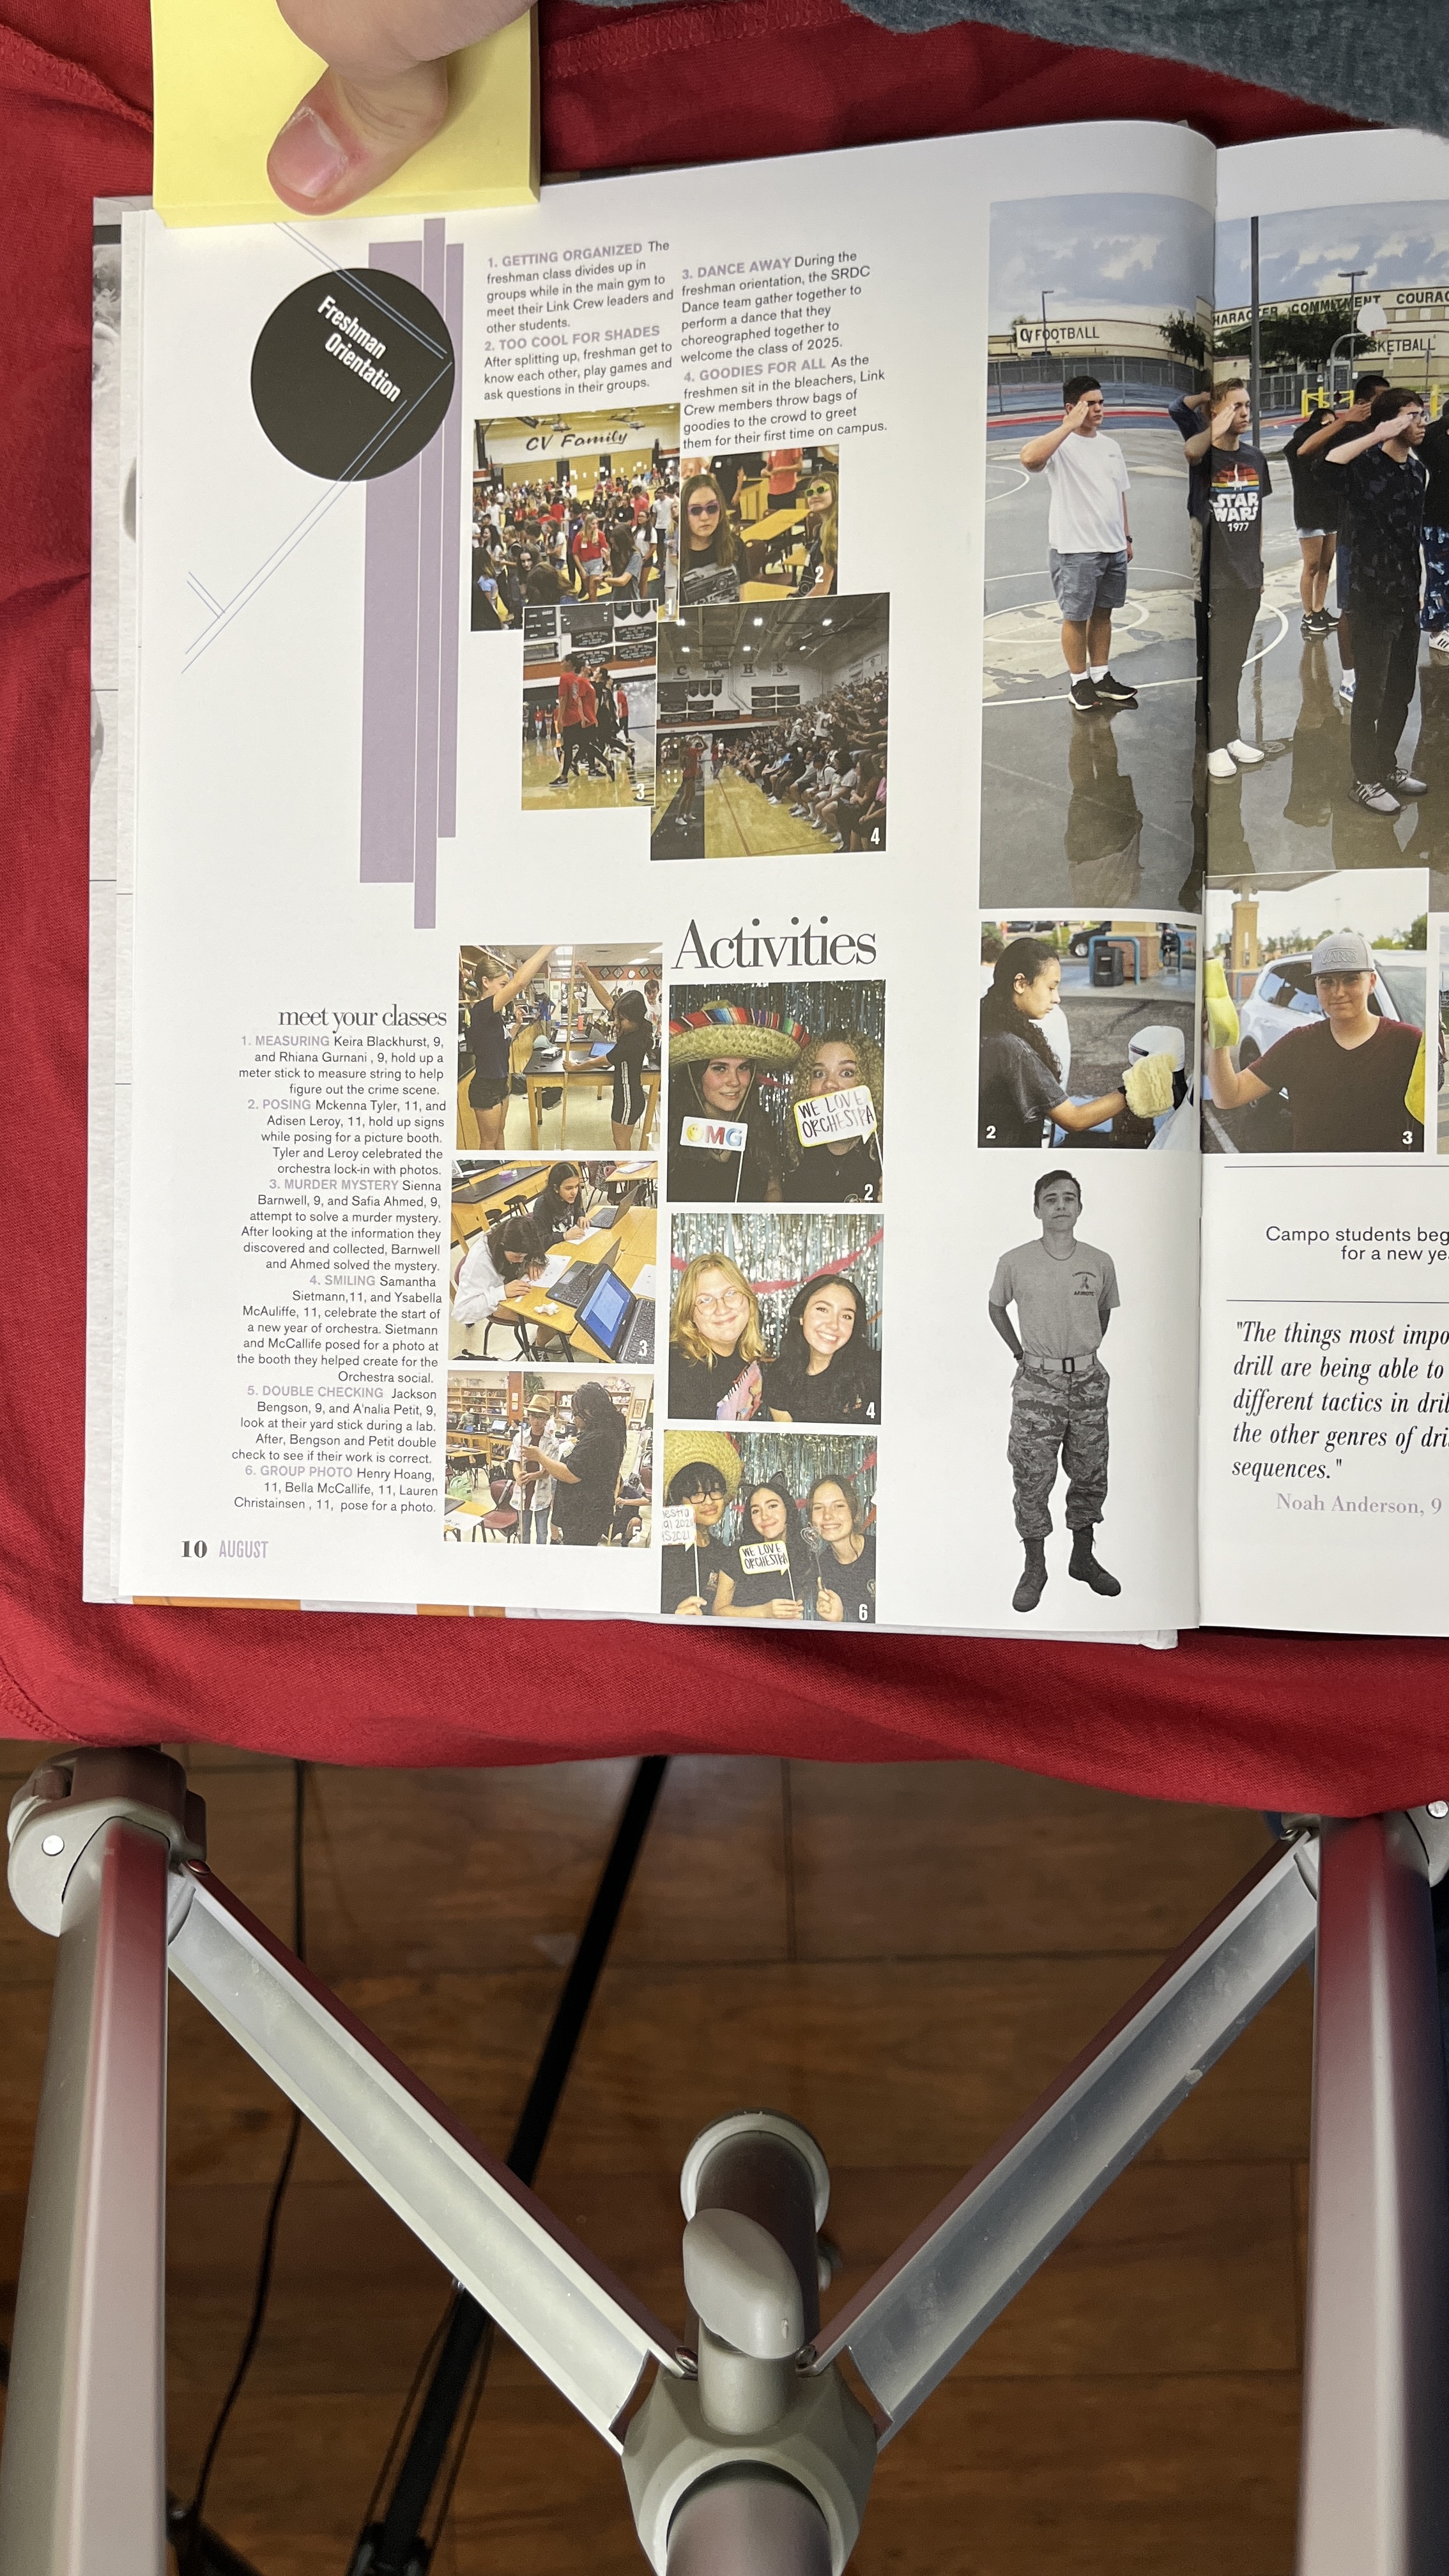 Freshman
Orientation
1. GETTING ORGANIZED The
freshman class divides up in
groups while in the main gym to
meet their Link Crew leaders and
other students.
2. TOO COOL FOR SHADES
After splitting up, freshman get to
know each other, play games and
ask questions in their groups.
3. DANCE AWAY During the
freshman orientation, the SRDC
Dance team gather together to
perform a dance that they
choreographed together to
welcome the class of 2025.
4. GOODIES FOR ALL As the
freshmen sit in the bleachers, Link
Crew members throw bags of
goodies to the crowd to greet
them for their first time on campus.
CV Family
1
2
3
C V H S
4
Activities
meet your classes
1. MEASURING Keira Blackhurst, 9,
and Rhiana Gurnani , 9, hold up a
meter stick to measure string to help
figure out the crime scene.
2. POSING Mckenna Tyler, 11, and
Adisen Leroy, 11, hold up signs
while posing for a picture booth.
Tyler and Leroy celebrated the
orchestra lock-in with photos.
3. MURDER MYSTERY Sienna
Barnwell, 9, and Safia Ahmed, 9,
attempt to solve a murder mystery.
After looking at the information they
discovered and collected, Barnwell
and Ahmed solved the mystery.
4. SMILING Samantha
Sietmann,11, and Ysabella
McAuliffe, 11, celebrate the start of
a new year of orchestra. Sietmann
and McCallife posed for a photo at
the booth they helped create for the
Orchestra social.
5. DOUBLE CHECKING Jackson
Bengson, 9, and A'nalia Petit, 9,
look at their yard stick during a lab.
After, Bengson and Petit double
check to see if their work is correct.
6. GROUP PHOTO Henry Hoang,
11, Bella McCallife, 11, Lauren
Christainsen , 11, pose for a photo.
OMG
WE LOVE
ORCHESTRA
2
3
4
5
WE LOVE
ORCHESTRA
6
10 AUGUST
CV FOOTBALL
HARACTER COMMITMENT COURAG
SKETBALL
STAR
WARS
1977
2
3
Campo students beg
for a new ye
"The things most impo
drill are being able to
different tactics in dril
the other genres of dri
sequences."
Noah Anderson, 9